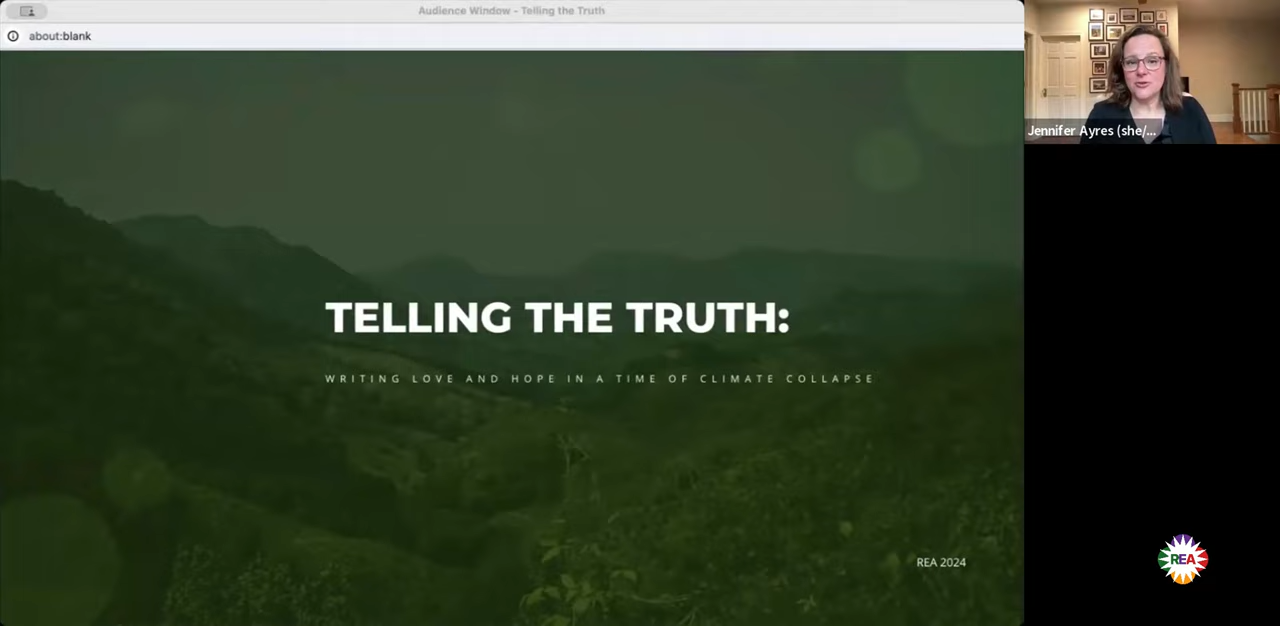 Audience Window - Telling the Truth
about:blank
Jennifer Ayres (she/...
TELLING THE TRUTH:
WRITING LOVE AND HOPE IN A TIME OF CLIMATE COLLAPSE
REA 2024
REA